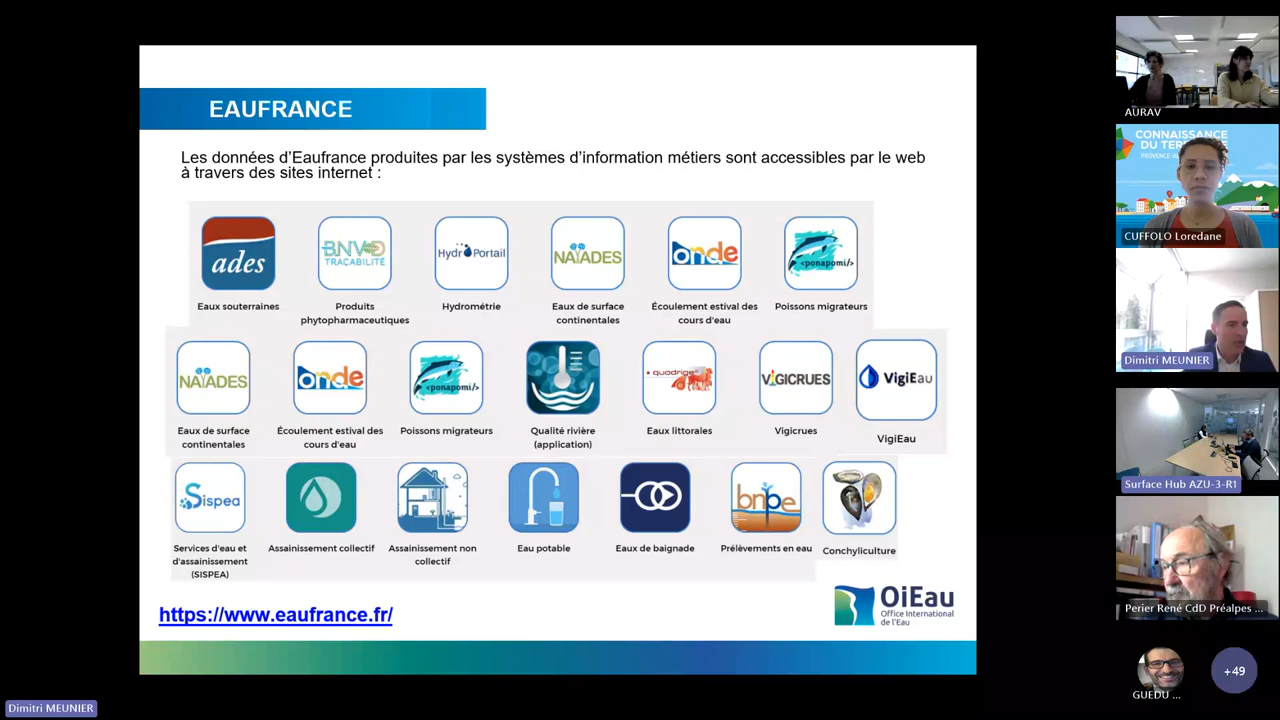 EAUFRANCE
Les données d'Eaufrance produites par les systèmes d'information métiers sont accessibles par le web
à travers des sites internet :
ades
BNVD
TRAÇABILITÉ
HydroPortail
NAÏADES
onde
<ponapomi/>
Eaux souterraines
Produits
phytopharmaceutiques
Hydrométrie
Eaux de surface
continentales
Écoulement estival des
cours d'eau
Poissons migrateurs
NAÏADES
onde
<ponapomi/>
quadrige
VIGICRUES
VigiEau
Eaux de surface
continentales
Écoulement estival des
cours d'eau
Poissons migrateurs
Qualité rivière
(application)
Eaux littorales
Vigicrues
VigiEau
Sispea
bnpe
Services d'eau et
d'assainissement
(SISPEA)
Assainissement collectif
Assainissement non
collectif
Eau potable
Eaux de baignade
Prélèvements en eau
Conchyliculture
https://www.eaufrance.fr/
OiEau
Office International
de l'Eau
AURAV
CONNAISSANCE
CUFFOLO Loredane
Dimitri MEUNIER
Surface Hub AZU-3-R1
Perier René CdD Préalpes ...
GUEDU ...
+49
Dimitri MEUNIER